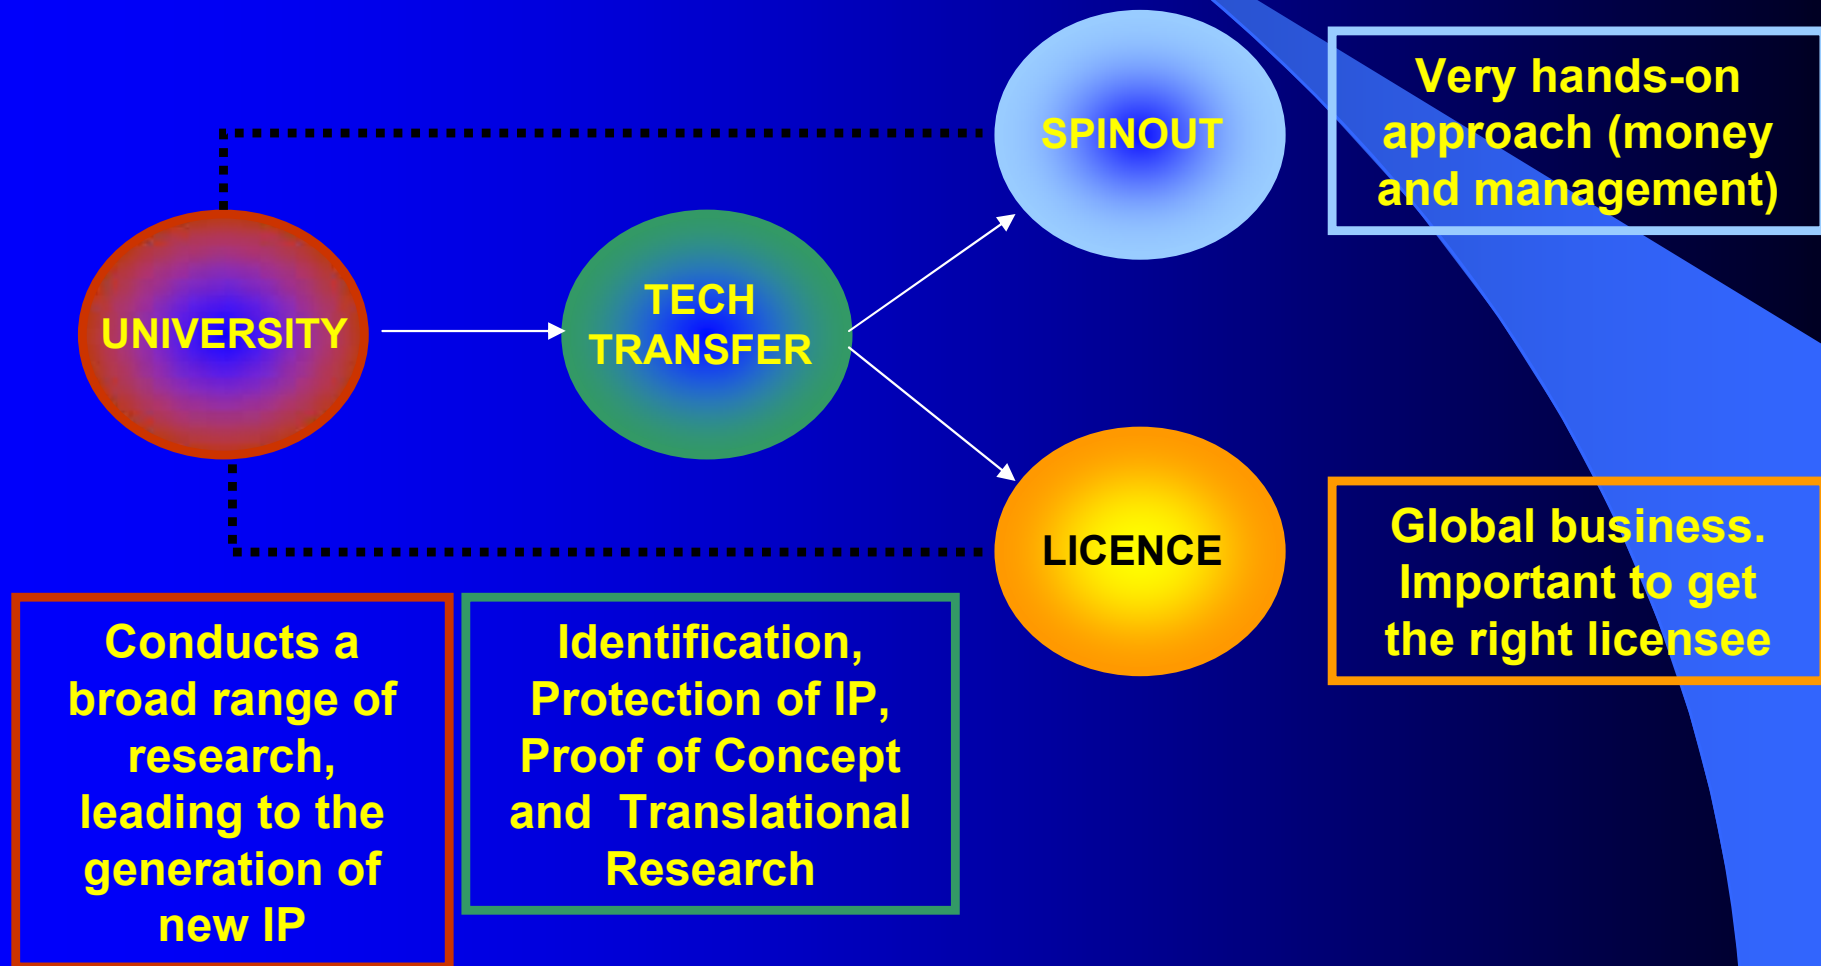 SPINOUT
Very hands-on
approach (money
and management)
UNIVERSITY
TECH
TRANSFER
LICENCE
Global business.
Important to get
the right licensee
Conducts a
broad range of
research,
leading to the
generation of
new IP
Identification,
Protection of IP,
Proof of Concept
and  Translational
Research